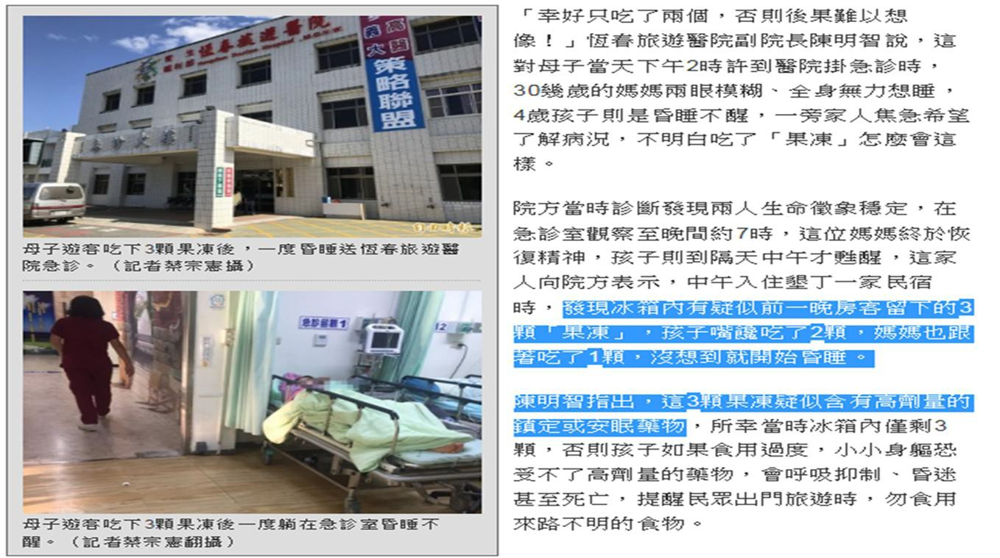 恆春旅遊醫院
高醫
義大
策略聯盟
自由時報
母子遊客吃下3顆果凍後，一度昏睡送恆春旅遊醫
院急診。（記者蔡宗憲攝）
急診留觀1
12
母子遊客吃下3顆果凍後一度躺在急診室昏睡不
醒。（記者蔡宗憲翻攝）
「幸好只吃了兩個，否則後果難以想
像！」恆春旅遊醫院副院長陳明智說，這
對母子當天下午2時許到醫院掛急診時，
30幾歲的媽媽兩眼模糊、全身無力想睡，
4歲孩子則是昏睡不醒，一旁家人焦急希望
了解病況，不明白吃了「果凍」怎麼會這
樣。
院方當時診斷發現兩人生命徵象穩定，在
急診室觀察至晚間約7時，這位媽媽終於恢
復精神，孩子則到隔天中午才甦醒，這家
人向院方表示，中午入住墾丁一家民宿
時，發現冰箱內有疑似前一晚房客留下的3
顆「果凍」，孩子嘴饞吃了2顆，媽媽也跟
著吃了1顆，沒想到就開始昏睡。
陳明智指出，這3顆果凍疑似含有高劑量的
鎮定或安眠藥物，所幸當時冰箱內僅剩3
顆，否則孩子如果食用過度，小小身軀恐
受不了高劑量的藥物，會呼吸抑制、昏迷
甚至死亡，提醒民眾出門旅遊時，勿食用
來路不明的食物。